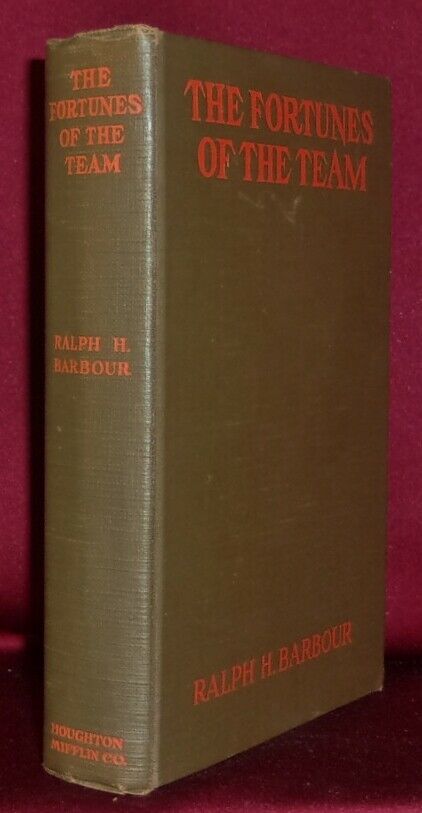 THE
FORTUNES
OF THE
TEAM
RALPH H.
BARBOUR
HOUGHTON
MIFFLIN CO.
THE FORTUNES
OF THE TEAM
RALPH H. BARBOUR